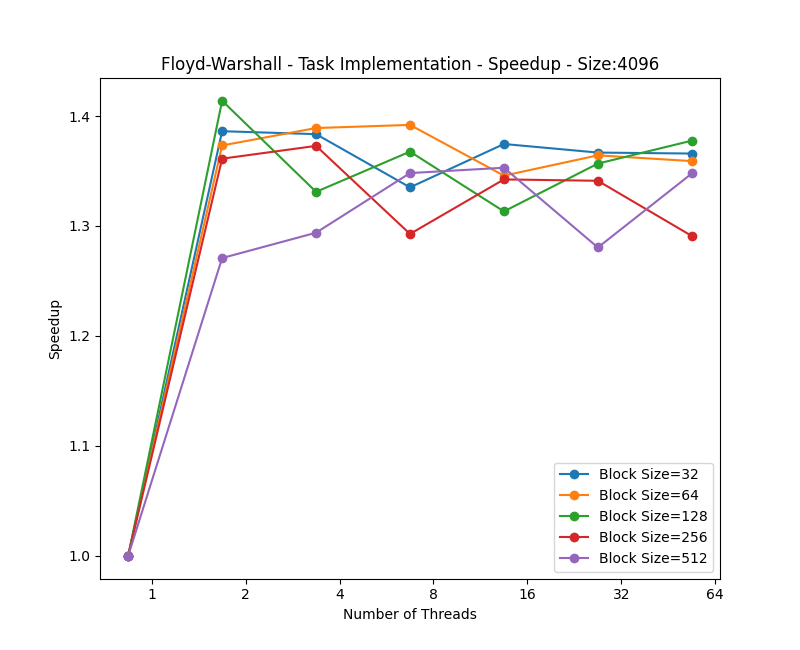 Floyd-Warshall - Task Implementation - Speedup - Size:4096
Speedup
1.4
1.3
1.2
1.1
1.0
Block Size=32
Block Size=64
Block Size=128
Block Size=256
Block Size=512
1 2 4 8 16 32 64
Number of Threads